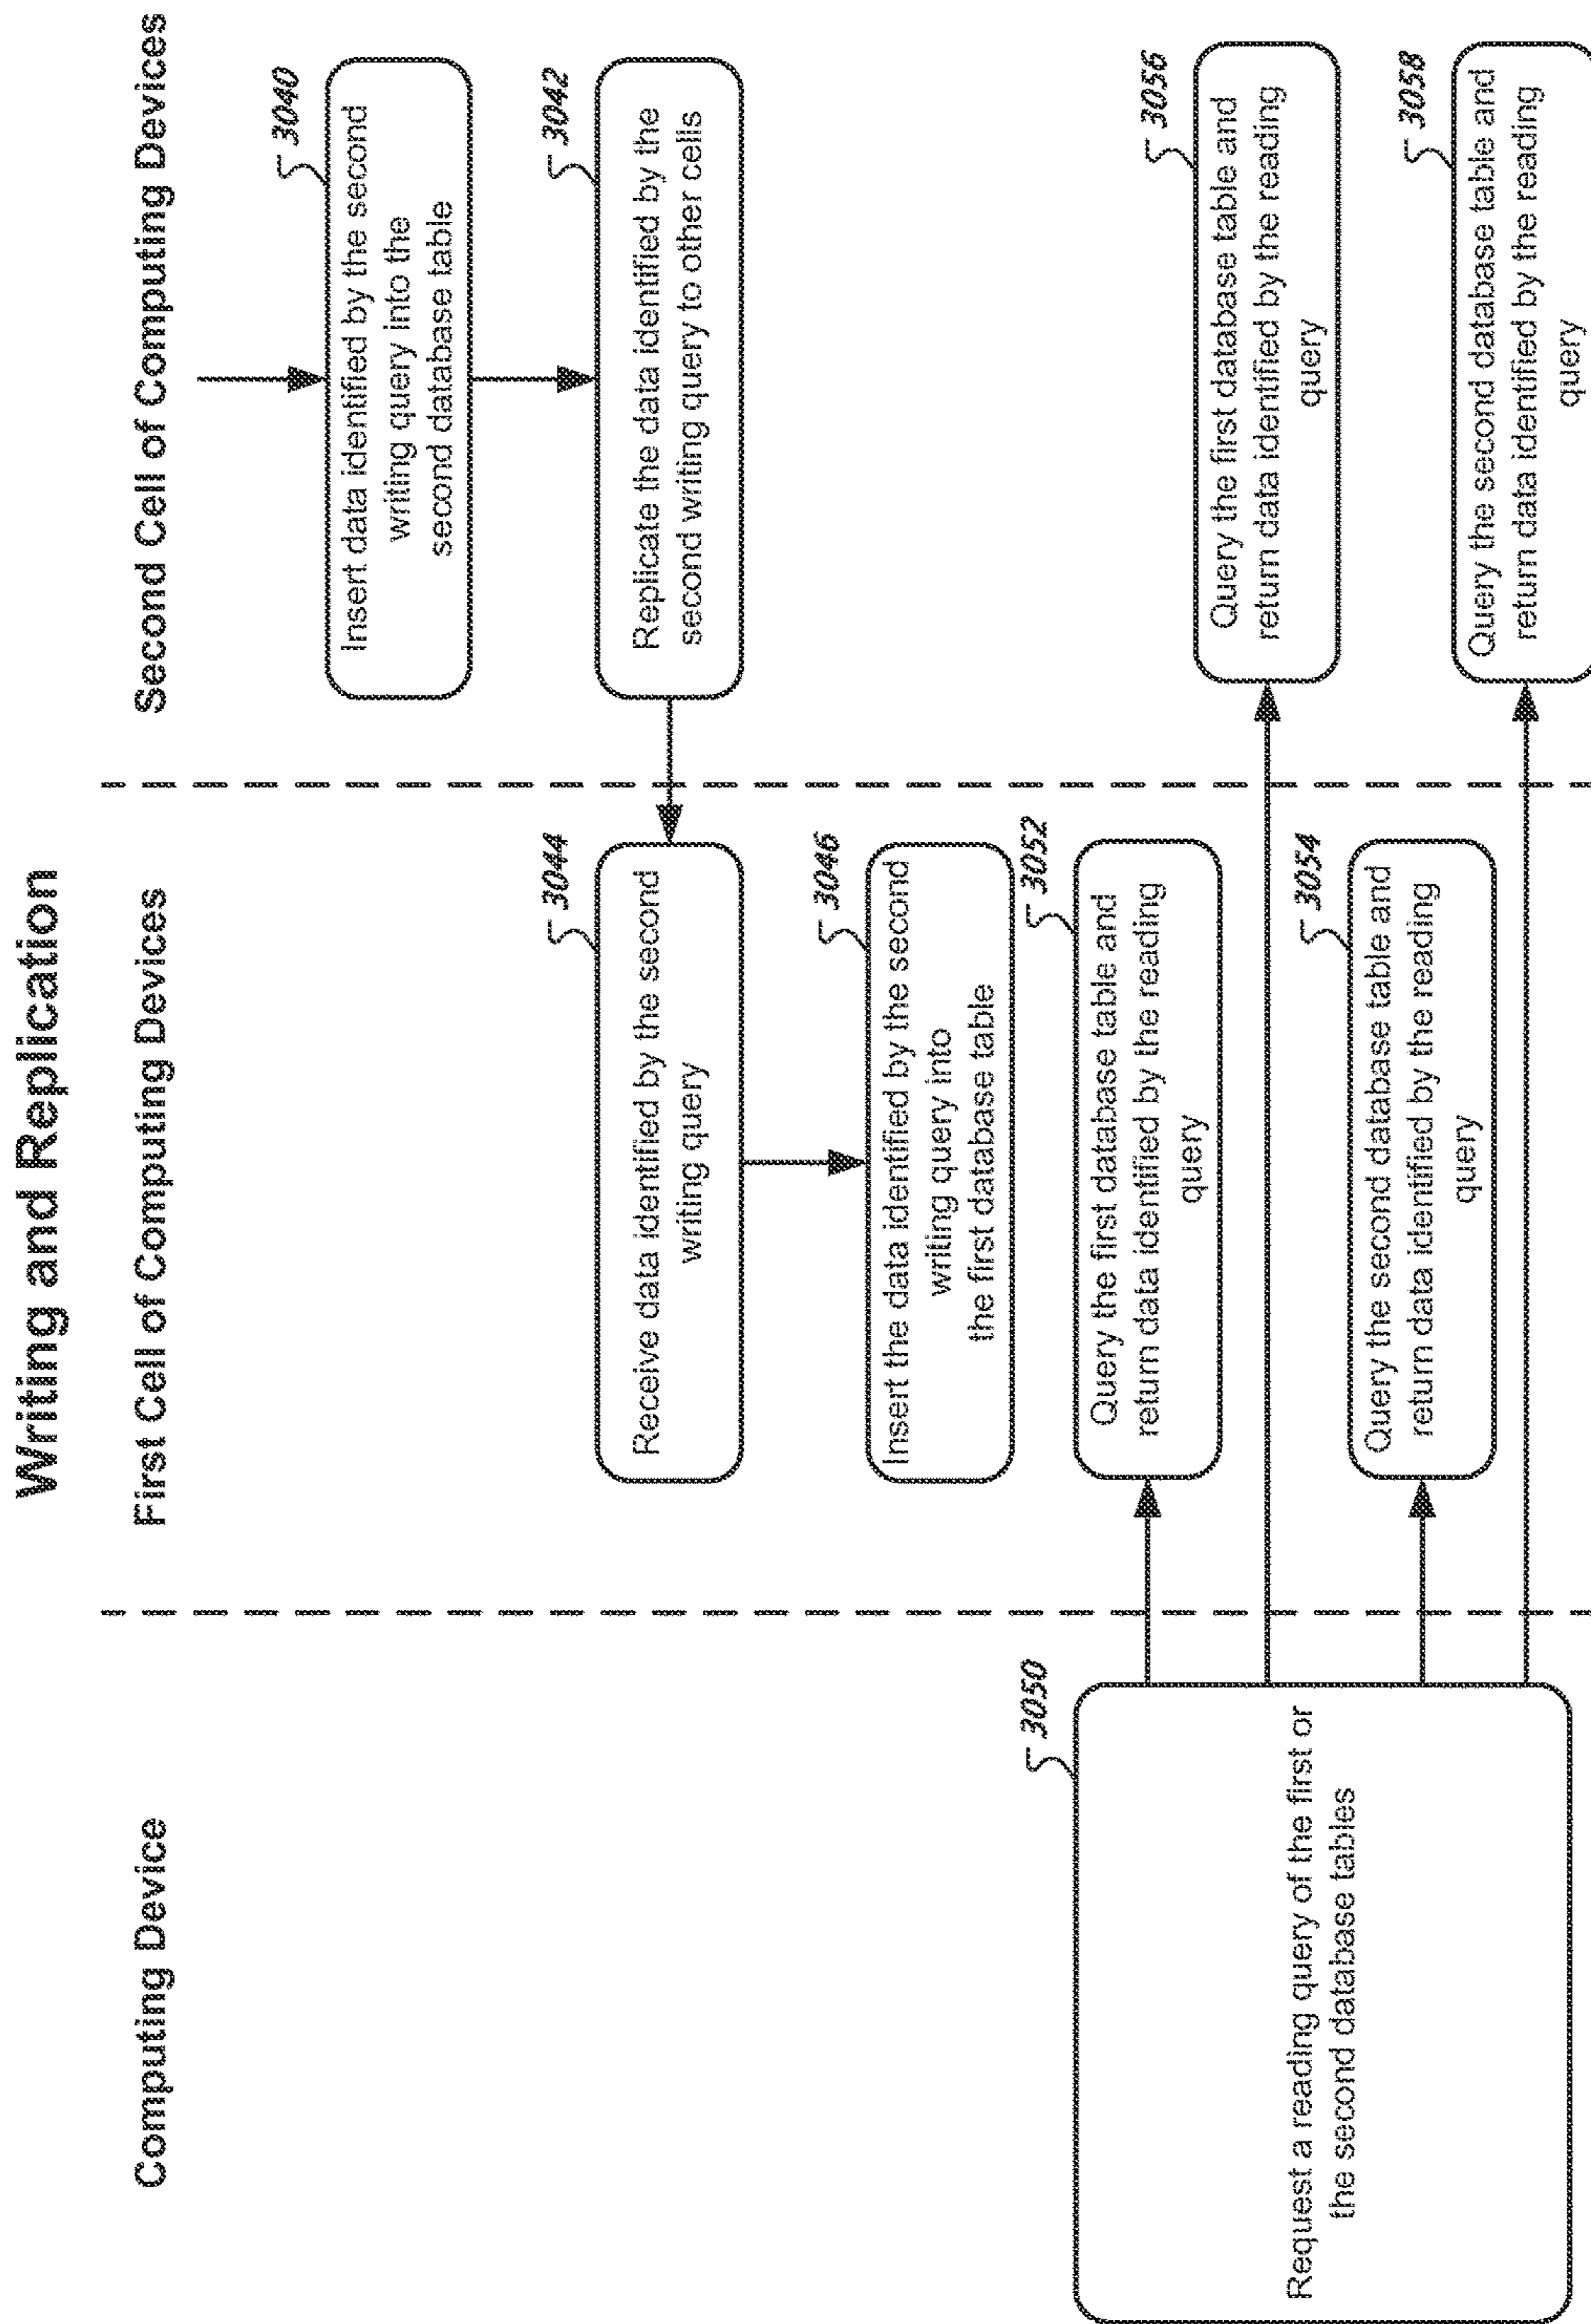 Writing and Replication
Computing Device
First Cell of Computing Devices
Second Cell of Computing Devices
3040
Insert data identified by the second
writing query into the
second database table
3042
Replicate the data identified by the
second writing query to other cells
3044
Receive data identified by the second
writing query
3046
Insert the data identified by the second
writing query into
the first database table
3050
Request a reading query of the first or
the second database tables
3052
Query the first database table and
return data identified by the reading
query
3056
Query the first database table and
return data identified by the reading
query
3054
Query the second database table and
return data identified by the reading
query
3058
Query the second database table and
return data identified by the reading
query